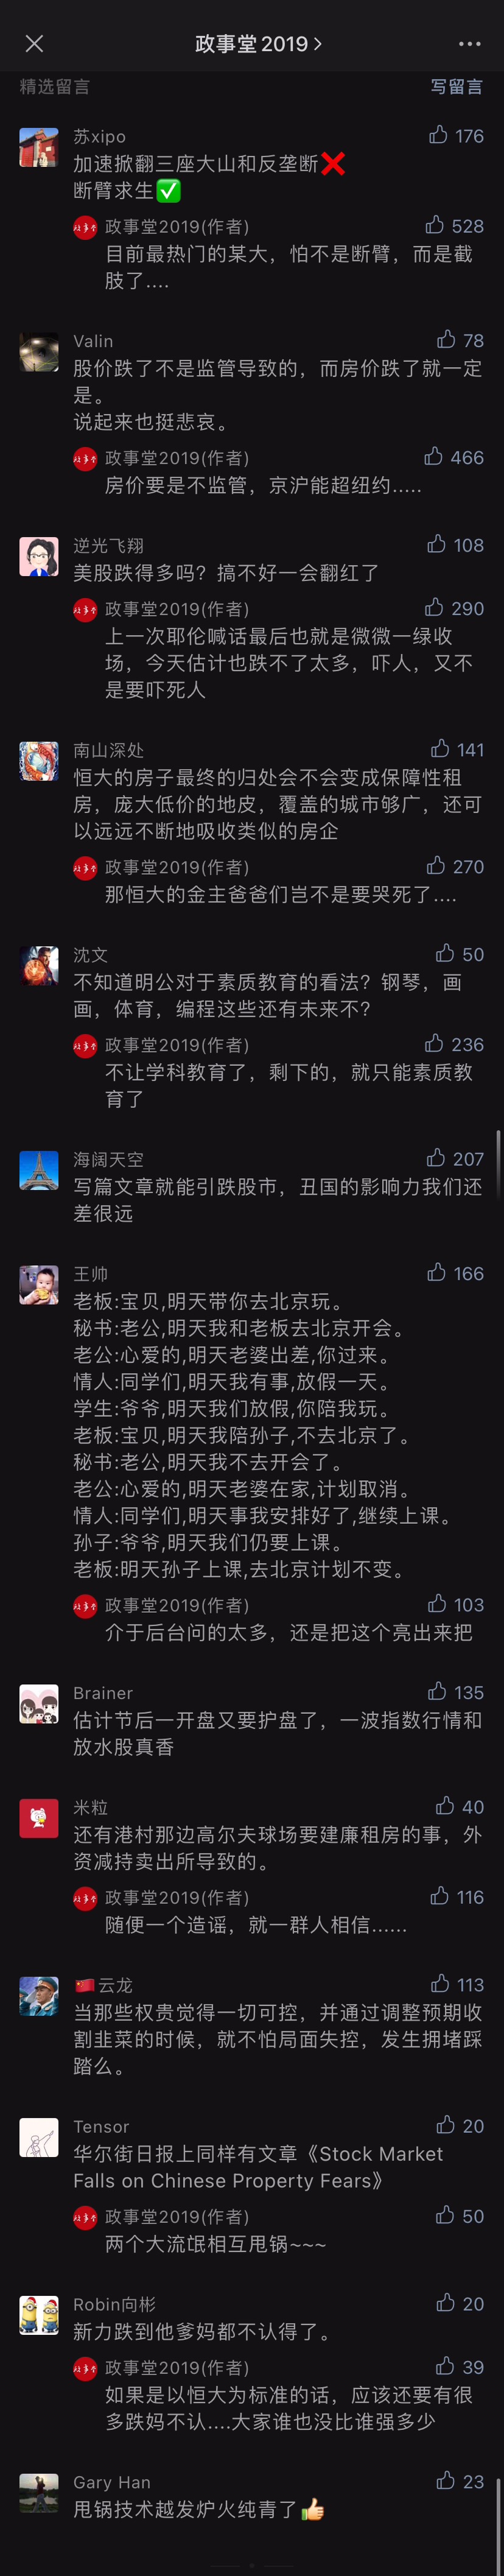 政事堂2019
精选留言
写留言
苏xipo
176
加速掀翻三座大山和反垄断❌
断臂求生✅
政事堂2019(作者)
528
目前最热门的某大，怕不是断臂，而是截
肢了....
Valin
78
股价跌了不是监管导致的，而房价跌了就一定
是。
说起来也挺悲哀。
政事堂2019(作者)
466
房价要是不监管，京沪能超纽约.....
逆光飞翔
108
美股跌得多吗？搞不好一会翻红了
政事堂2019(作者)
290
上一次耶伦喊话最后也就是微微一绿收
场，今天估计也跌不了太多，吓人，又不
是要吓死人
南山深处
141
恒大的房子最终的归处会不会变成保障性租
房，庞大低价的地皮，覆盖的城市够广，还可
以远远不断地吸收类似的房企
政事堂2019(作者)
270
那恒大的金主爸爸们岂不是要哭死了....
沈文
50
不知道明公对于素质教育的看法？钢琴，画
画，体育，编程这些还有未来不？
政事堂2019(作者)
236
不让学科教育了，剩下的，就只能素质教
育了
海阔天空
207
写篇文章就能引跌股市，丑国的影响力我们还
差很远
王帅
166
老板:宝贝,明天带你去北京玩。
秘书:老公,明天我和老板去北京开会。
老公:心爱的,明天老婆出差,你过来。
情人:同学们,明天我有事,放假一天。
学生:爷爷,明天我们放假,你陪我玩。
老板:宝贝,明天我陪孙子,不去北京了。
秘书:老公,明天我不去开会了。
老公:心爱的,明天老婆在家,计划取消。
情人:同学们,明天事我安排好了,继续上课。
孙子:爷爷,明天我们仍要上课。
老板:明天孙子上课,去北京计划不变。
政事堂2019(作者)
103
介于后台问的太多，还是把这个亮出来把
Brainer
135
估计节后一开盘又要护盘了，一波指数行情和
放水股真香
米粒
40
还有港村那边高尔夫球场要建廉租房的事，外
资减持卖出所导致的。
政事堂2019(作者)
116
随便一个造谣，就一群人相信......
🇨🇳云龙
113
当那些权贵觉得一切可控，并通过调整预期收
割韭菜的时候，就不怕局面失控，发生拥堵踩
踏么。
Tensor
20
华尔街日报上同样有文章《Stock Market
Falls on Chinese Property Fears》
政事堂2019(作者)
50
两个大流氓相互甩锅~~~
Robin向彬
20
新力跌到他爹妈都不认得了。
政事堂2019(作者)
39
如果是以恒大为标准的话，应该还要有很
多跌妈不认....大家谁也没比谁强多少
Gary Han
23
甩锅技术越发炉火纯青了👍